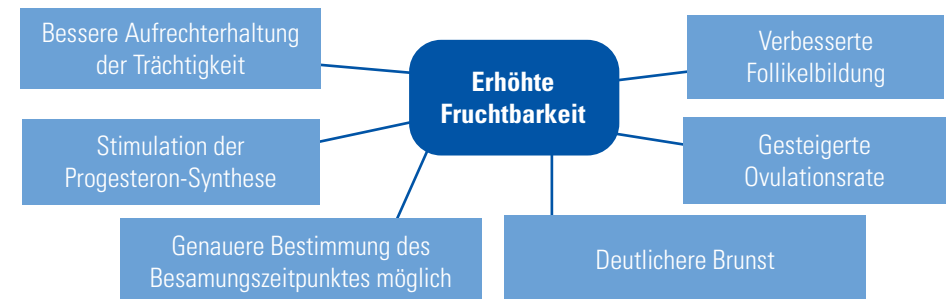 Bessere Aufrechterhaltung
der Trächtigkeit
Erhöhte
Fruchtbarkeit
Verbesserte
Follikelbildung
Stimulation der
Progesteron-Synthese
Gesteigerte
Ovulationsrate
Genauere Bestimmung des
Besamungszeitpunktes möglich
Deutlichere Brunst